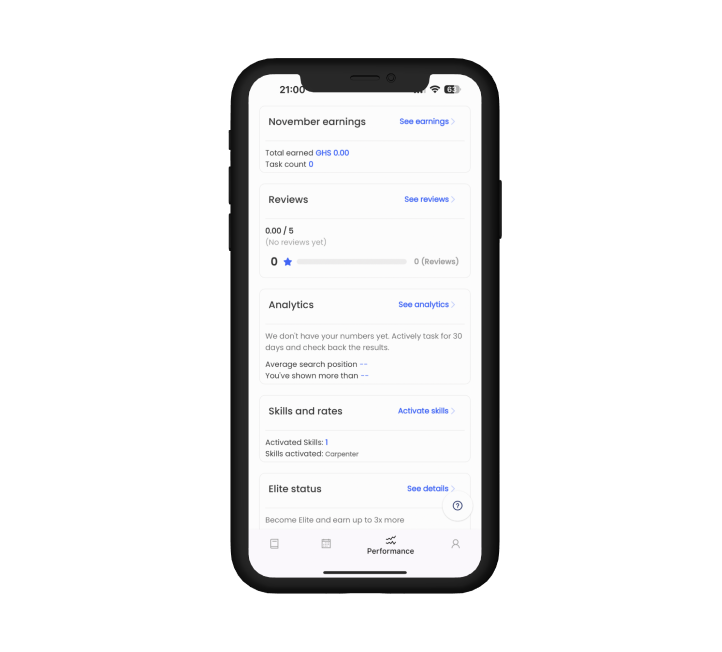 21:00
63
November earnings
See earnings
Total earned GHS 0.00
Task count 0
Reviews
See reviews
0.00 / 5
(No reviews yet)
0
0 (Reviews)
Analytics
See analytics
We don't have your numbers yet. Actively task for 30
days and check back the results.
Average search position --
You've shown more than --
Skills and rates
Activate skills
Activated Skills: 1
Skills activated: Carpenter
Elite status
See details
Become Elite and earn up to 3x more
Performance